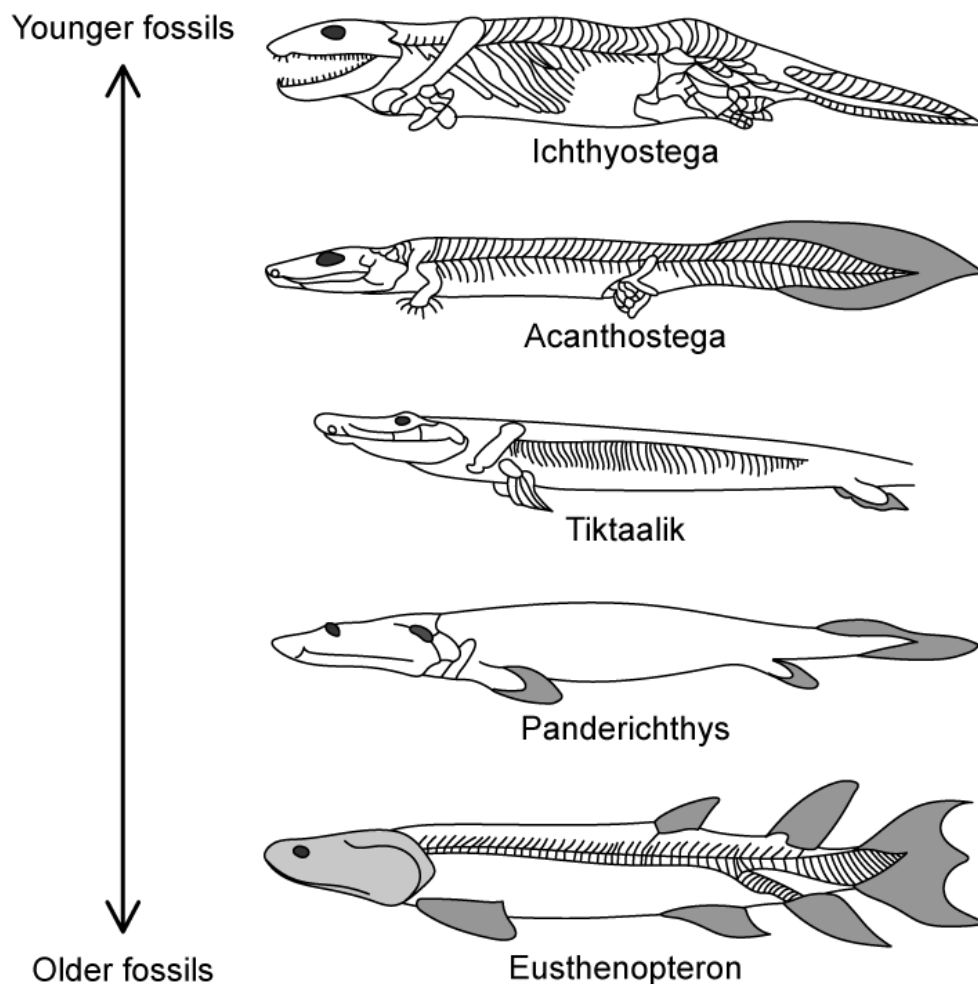 Younger fossils
Ichthyostega
Acanthostega
Tiktaalik
Panderichthys
Eusthenopteron
Older fossils